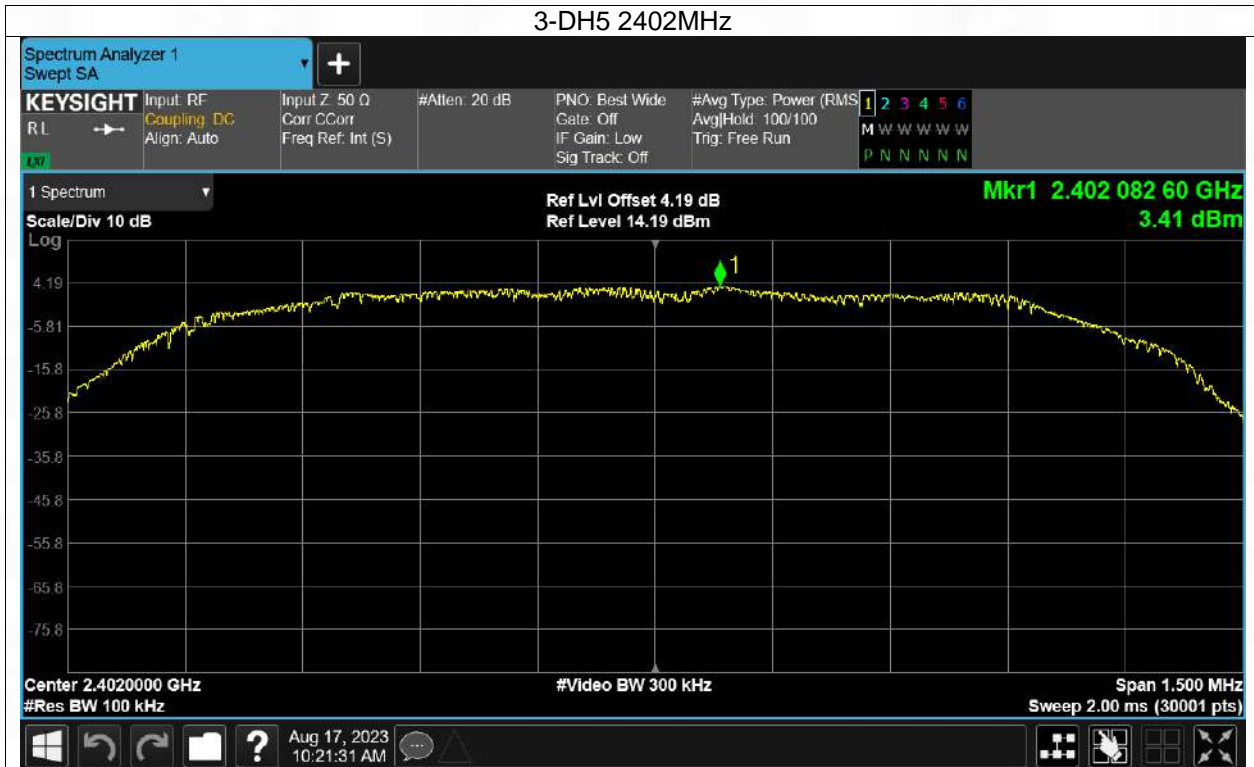 3-DH5 2402MHz
Spectrum Analyzer 1
Swept SA
+
KEYSIGHT
RL
LXI
Input: RF
Coupling: DC
Align: Auto
Input Z: 50 Ω
Corr CCorr
Freq Ref: Int (S)
#Atten: 20 dB
PNO: Best Wide
Gate: Off
IF Gain: Low
Sig Track: Off
#Avg Type: Power (RMS
Avg|Hold: 100/100
Trig: Free Run
1 2 3 4 5 6
M W W W W W
P N N N N N
1 Spectrum
Scale/Div 10 dB
Log
Ref Lvl Offset 4.19 dB
Ref Level 14.19 dBm
Mkr1 2.402 082 60 GHz
3.41 dBm
1
4.19
-5.81
-15.8
-25.8
-35.8
-45.8
-55.8
-65.8
-75.8
Center 2.4020000 GHz
#Res BW 100 kHz
#Video BW 300 kHz
Span 1.500 MHz
Sweep 2.00 ms (30001 pts)
?
Aug 17, 2023
10:21:31 AM